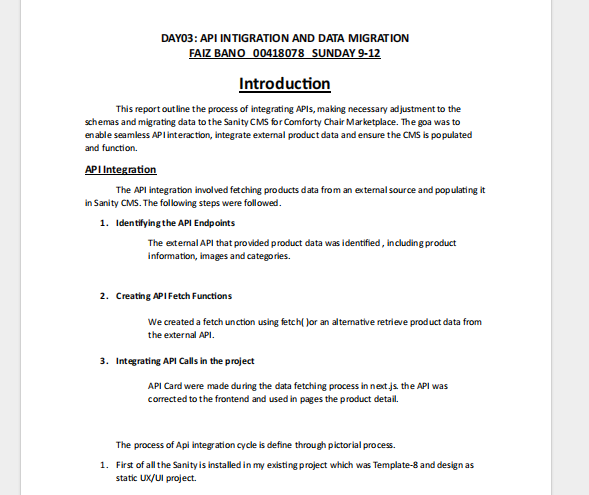 DAY03: API INTIGRATION AND DATA MIGRATION
FAIZ BANO 00418078 SUNDAY 9-12
Introduction
This report outline the process of integrating APIs, making necessary adjustment to the
schemas and migrating data to the Sanity CMS for Comforty Chair Marketplace. The goa was to
enable seamless API interaction, integrate external product data and ensure the CMS is populated
and function.
API Integration
The API integration involved fetching products data from an external source and populating it
in Sanity CMS. The following steps were followed.
1. Identifying the API Endpoints
The external API that provided product data was identified , including product
information, images and categories.
2. Creating API Fetch Functions
We created a fetch unction using fetch( )or an alternative retrieve product data from
the external API.
3. Integrating API Calls in the project
API Card were made during the data fetching process in next.js. the API was
corrected to the frontend and used in pages the product detail.
The process of Api integration cycle is define through pictorial process.
1. First of all the Sanity is installed in my existing project which was Template-8 and design as
static UX/UI project.